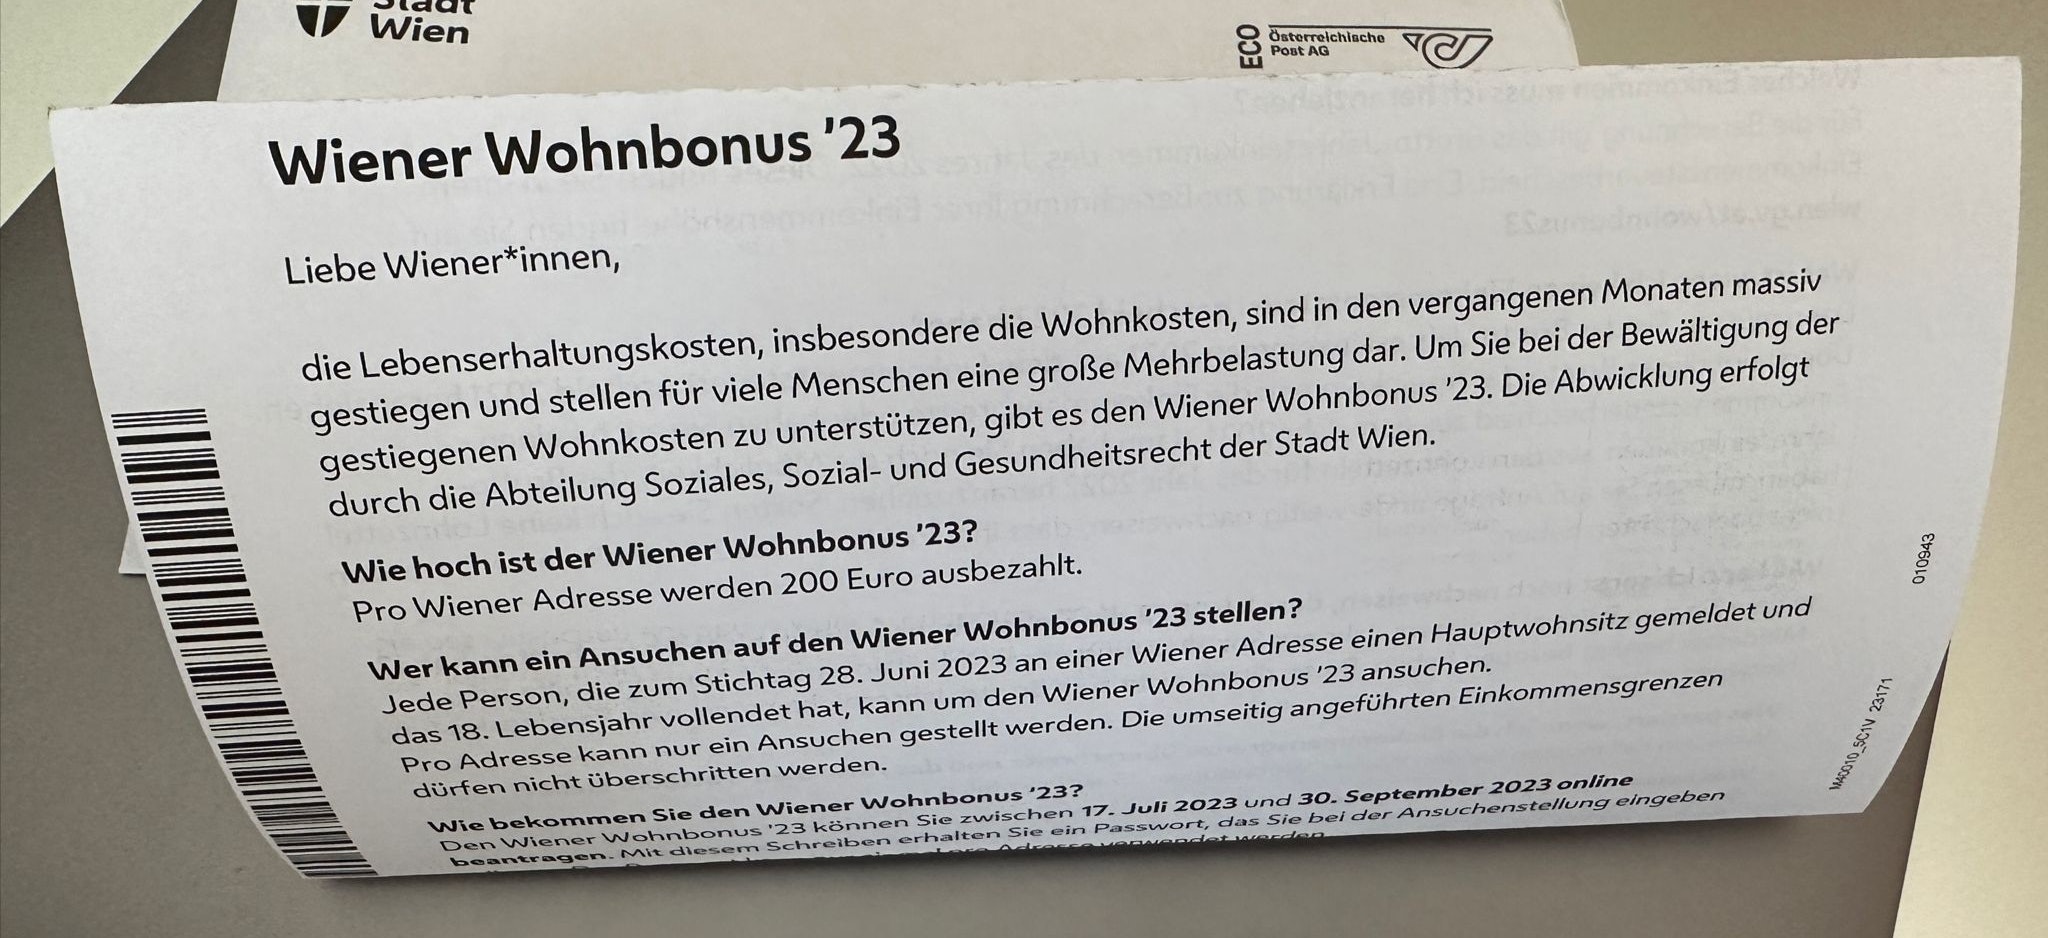 Stadt
Wien
ECO
Österreichische
Post AG
Wiener Wohnbonus ’23
Liebe Wiener*innen,
die Lebenserhaltungskosten, insbesondere die Wohnkosten, sind in den vergangenen Monaten massiv
gestiegen und stellen für viele Menschen eine große Mehrbelastung dar. Um Sie bei der Bewältigung der
gestiegenen Wohnkosten zu unterstützen, gibt es den Wiener Wohnbonus ’23. Die Abwicklung erfolgt
durch die Abteilung Soziales, Sozial- und Gesundheitsrecht der Stadt Wien.
Wie hoch ist der Wiener Wohnbonus ’23?
Pro Wiener Adresse werden 200 Euro ausbezahlt.
Wer kann ein Ansuchen auf den Wiener Wohnbonus ’23 stellen?
Jede Person, die zum Stichtag 28. Juni 2023 an einer Wiener Adresse einen Hauptwohnsitz gemeldet und
das 18. Lebensjahr vollendet hat, kann um den Wiener Wohnbonus ’23 ansuchen.
Pro Adresse kann nur ein Ansuchen gestellt werden. Die umseitig angeführten Einkommensgrenzen
dürfen nicht überschritten werden.
Wie bekommen Sie den Wiener Wohnbonus ’23?
Den Wiener Wohnbonus ’23 können Sie zwischen 17. Juli 2023 und 30. September 2023 online
beantragen. Mit diesem Schreiben erhalten Sie ein Passwort, das Sie bei der Ansuchenstellung eingeben
Adresse verwendet werden
010943
M40010_5C1V 23171